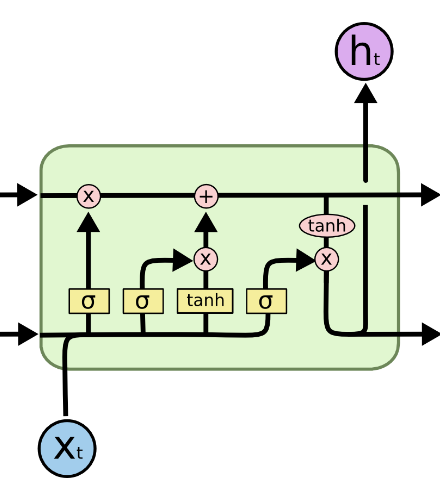 ht
x +
tanh
x x
σ σ tanh σ
Xt